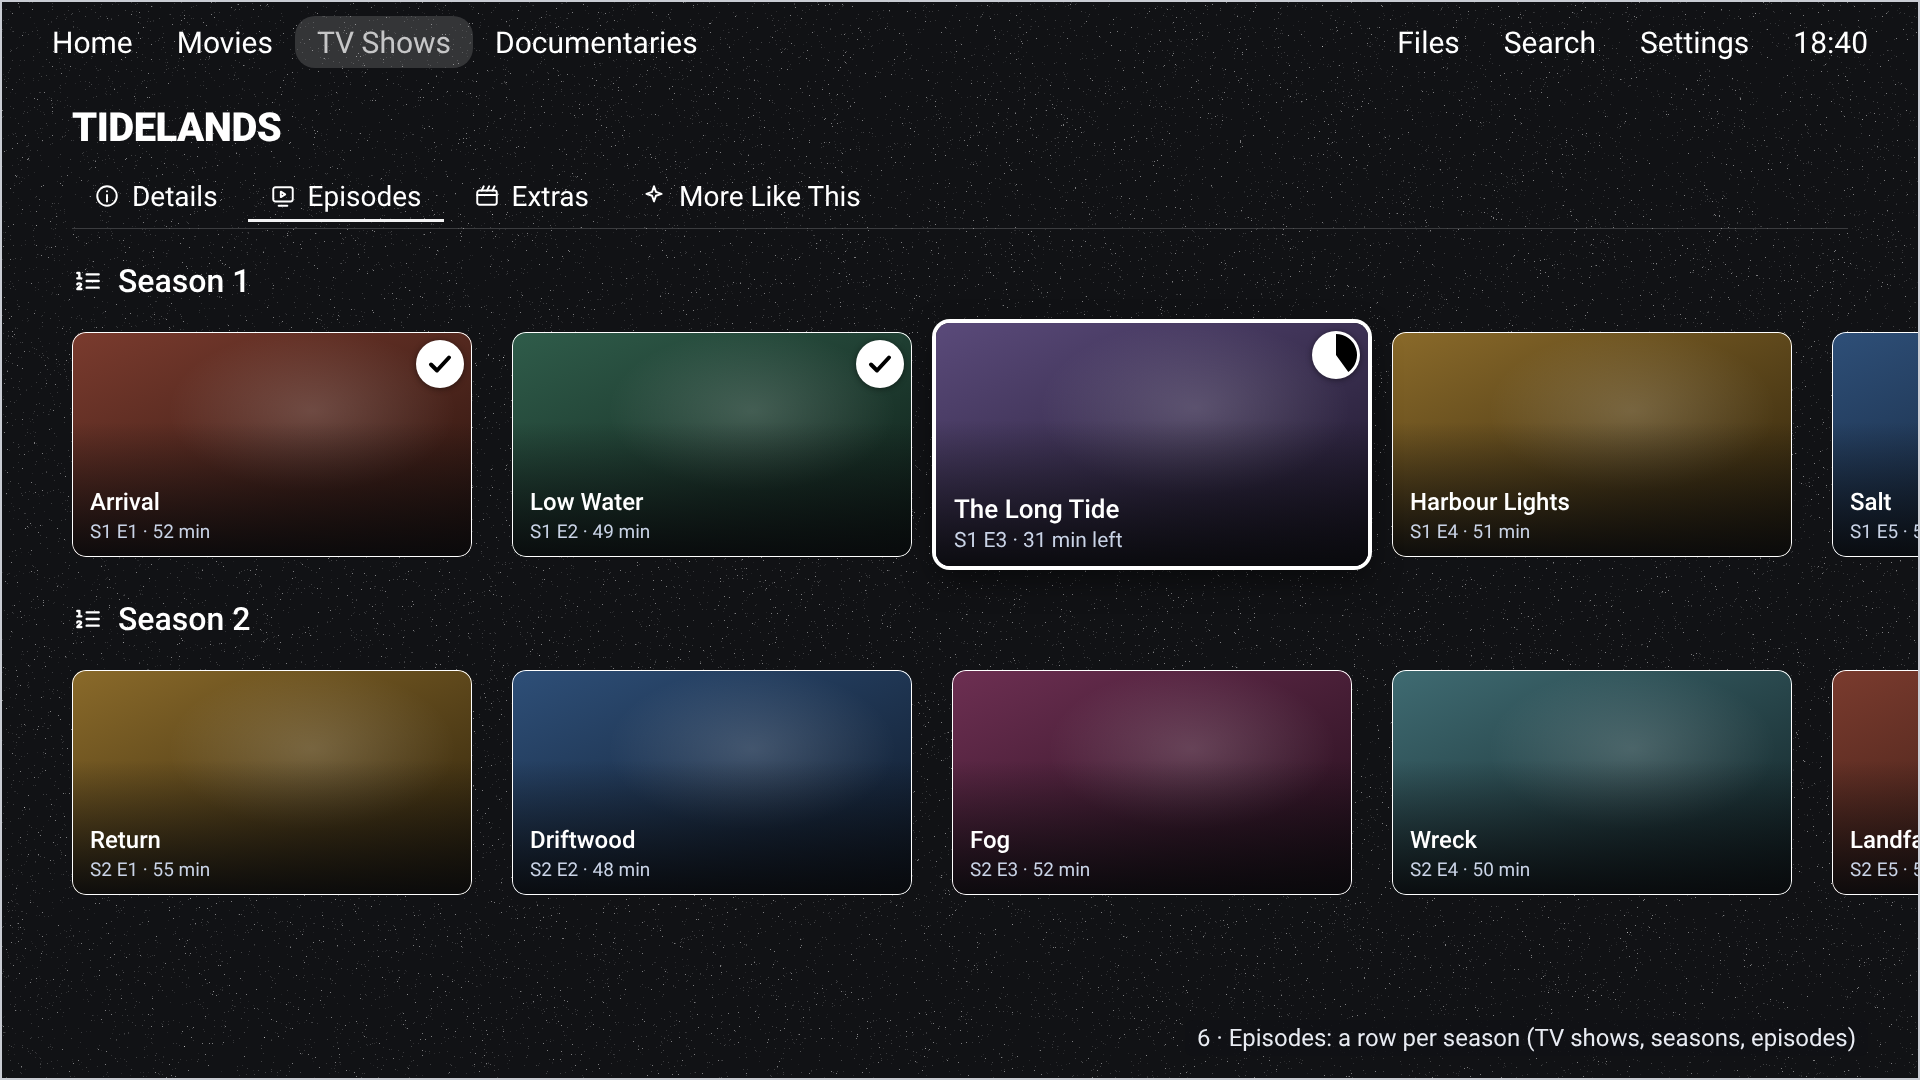 Home Movies TV Shows Documentaries Files Search Settings 18:40
TIDELANDS
Details Episodes Extras More Like This
Season 1
Arrival
S1 E1 · 52 min
Low Water
S1 E2 · 49 min
The Long Tide
S1 E3 · 31 min left
Harbour Lights
S1 E4 · 51 min
Salt
S1 E5 ·
Season 2
Return
S2 E1 · 55 min
Driftwood
S2 E2 · 48 min
Fog
S2 E3 · 52 min
Wreck
S2 E4 · 50 min
S2 E5 ·
6 · Episodes: a row per season (TV shows, seasons, episodes)